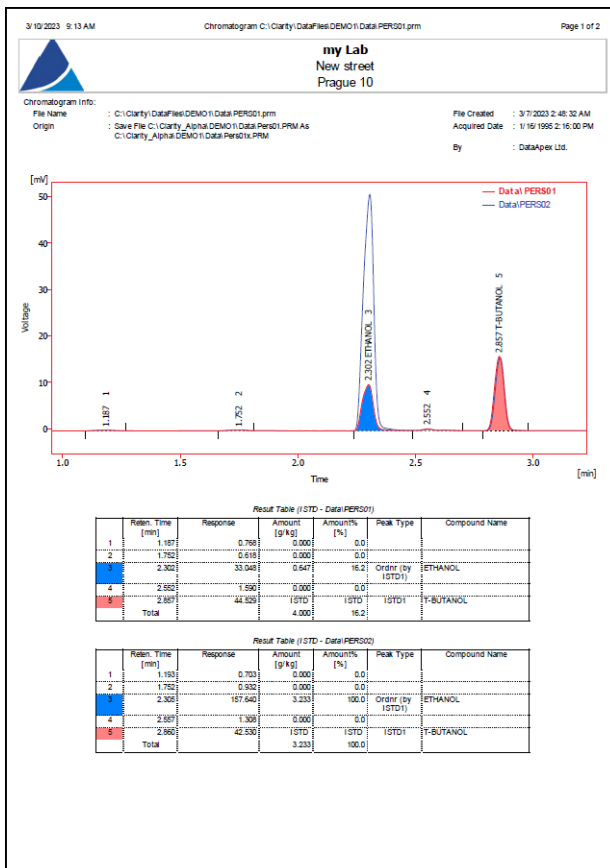 3/10/2023 9:13 AM Chromatogram C:\Clarity\DataFiles\DEMO1\Data\PERS01.prm Page 1 of 2
my Lab
New street
Prague 10
Chromatogram Info:
File Name : C:\Clarity\DataFiles\DEMO1\Data\PERS01.prm File Created : 3/7/2023 2:48:32 AM
Origin : Save File C:\Clarity_Alpha\DEMO1\Data\Pers01.PRM As Acquired Date : 1/16/1995 2:16:00 PM
C:\Clarity_Alpha\DEMO1\Data\Pers01x.PRM
By : DataApex Ltd.
[mV]
Data\PERS01
Data\PERS02
50
40
30
20
10
0
Voltage
1.187 1
1.752 2
2.302 ETHANOL 3
2.552 4
2.857 T-BUTANOL 5
1.0 1.5 2.0 2.5 3.0
Time
[min]
Result Table (ISTD - Data\PERS01)
Reten. Time Response Amount Amount% Peak Type Compound Name
[min] [g/kg] [%]
1 1.187 0.768 0.000 0.0
2 1.752 0.618 0.000 0.0
3 2.302 33.048 0.647 16.2 Ordnr (by ETHANOL
ISTD1)
4 2.552 1.590 0.000 0.0
5 2.857 44.529 ISTD ISTD ISTD1 T-BUTANOL
Total 4.000 16.2
Result Table (ISTD - Data\PERS02)
Reten. Time Response Amount Amount% Peak Type Compound Name
[min] [g/kg] [%]
1 1.193 0.703 0.000 0.0
2 1.752 0.932 0.000 0.0
3 2.305 157.640 3.233 100.0 Ordnr (by ETHANOL
ISTD1)
4 2.557 1.308 0.000 0.0
5 2.860 42.530 ISTD ISTD ISTD1 T-BUTANOL
Total 3.233 100.0